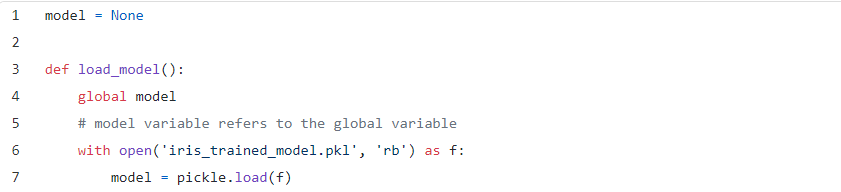 1 model = None
2
3 def load_model():
4     global model
5     # model variable refers to the global variable
6     with open('iris_trained_model.pkl', 'rb') as f:
7         model = pickle.load(f)